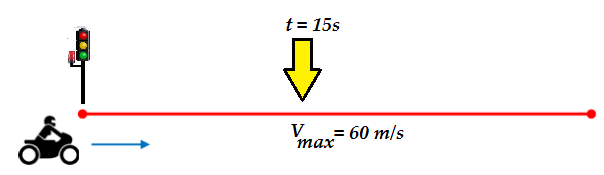 t = 15s
Vmax = 60 m/s